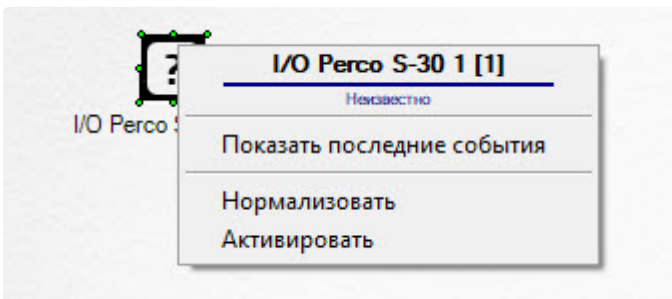 ?
I/O Perco S-30 1 [1]
Неизвестно
I/O Perco
Показать последние события
Нормализовать
Активировать